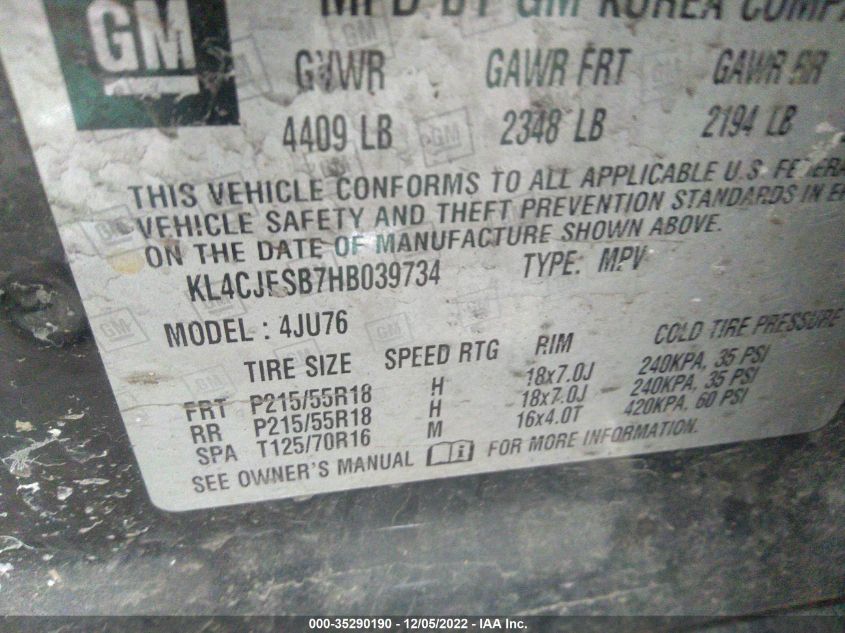 GM MFD BY GM KOREA COMPA
GVWR GAWR FRT GAWR RR
4409 LB 2348 LB 2194 LB
THIS VEHICLE CONFORMS TO ALL APPLICABLE U.S. FEDERA
VEHICLE SAFETY AND THEFT PREVENTION STANDARDS IN EF
ON THE DATE OF MANUFACTURE SHOWN ABOVE.
KL4CJESB7HB039734 TYPE: MPV
MODEL : 4JU76
TIRE SIZE SPEED RTG RIM COLD TIRE PRESSURE
FRT P215/55R18 H 18x7.0J 240KPA, 35 PSI
RR P215/55R18 H 18x7.0J 240KPA, 35 PSI
SPA T125/70R16 M 16x4.0T 420KPA, 60 PSI
SEE OWNER'S MANUAL i FOR MORE INFORMATION.
000-35290190 - 12/05/2022 - IAA Inc.